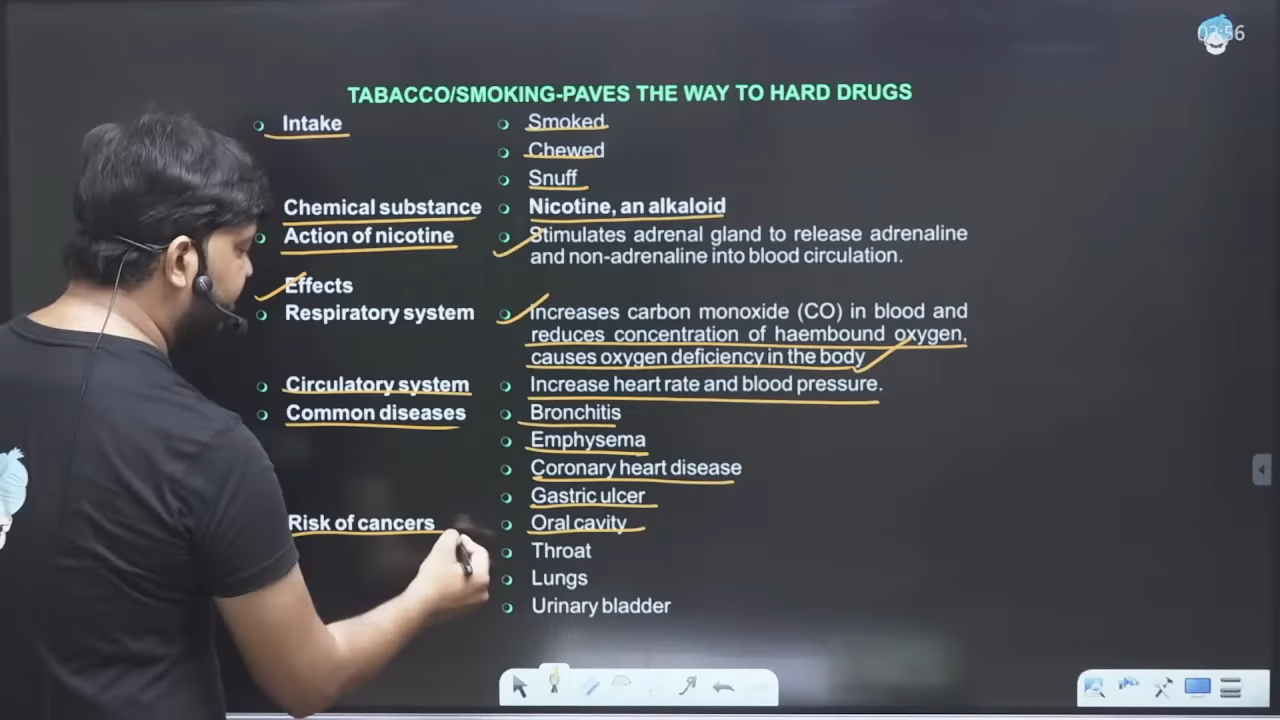 TABACCO/SMOKING-PAVES THE WAY TO HARD DRUGS
Intake Smoked
Chewed
Snuff
Chemical substance Nicotine, an alkaloid
Action of nicotine Stimulates adrenal gland to release adrenaline
and non-adrenaline into blood circulation.
Effects
Respiratory system Increases carbon monoxide (CO) in blood and
reduces concentration of haembound oxygen,
causes oxygen deficiency in the body
Circulatory system Increase heart rate and blood pressure.
Common diseases Bronchitis
Emphysema
Coronary heart disease
Gastric ulcer
Risk of cancers Oral cavity
Throat
Lungs
Urinary bladder